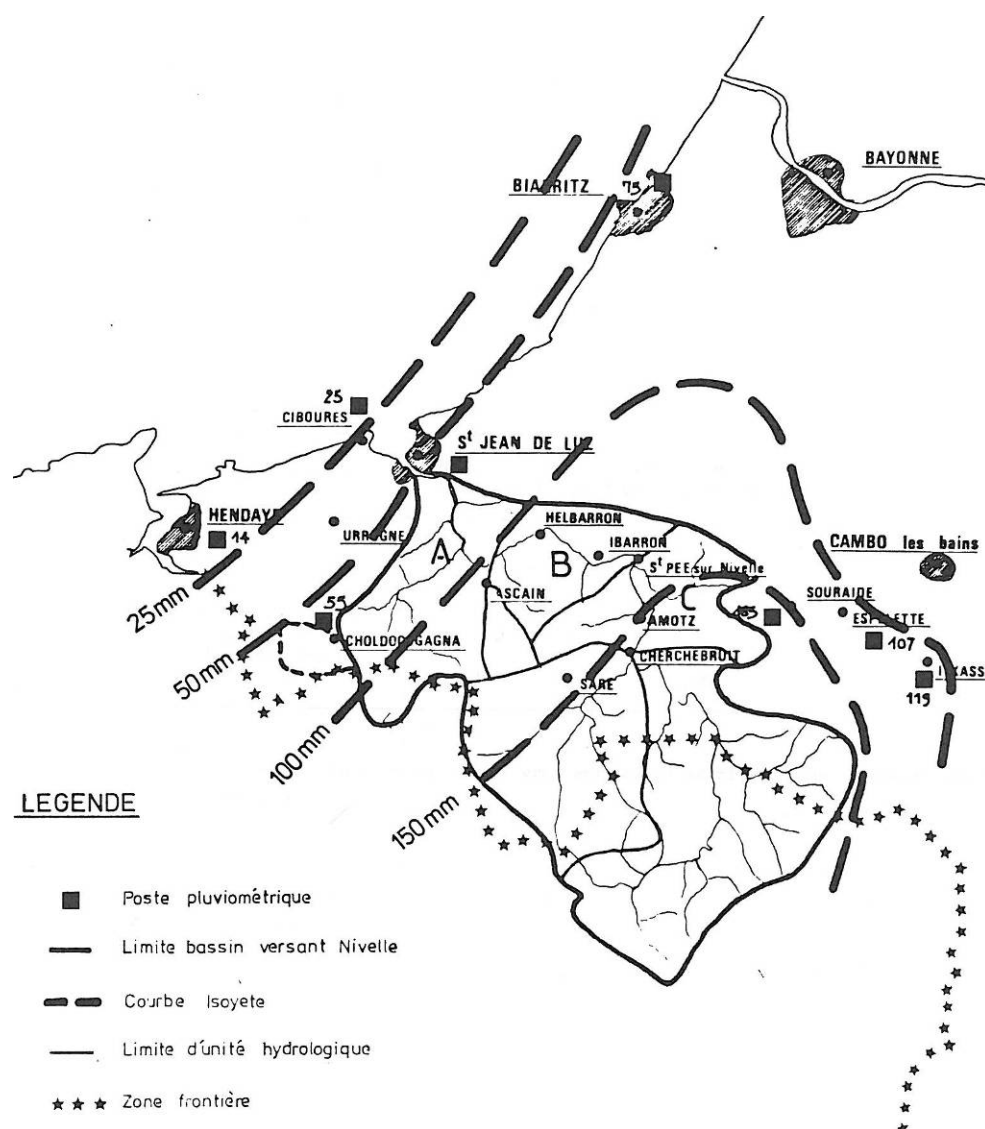 BAYONNE
BIARRITZ 75
25
CIBOURES
St JEAN DE LUZ
HENDAYE
14
URRUGNE
A
HELBARRON
B
IBARRON
St PEE sur Nivelle
CAMBO les bains
ASCAIN
C
SOURAIDE
ESPELETTE
107
25mm
55
CHOLDOCOGAGNA
AMOTZ
CHERCHEBRUIT
SARE
119
50mm
100mm
150mm
LEGENDE
Poste pluviométrique
Limite bassin versant Nivelle
Courbe Isoyete
Limite d'unité hydrologique
Zone frontière